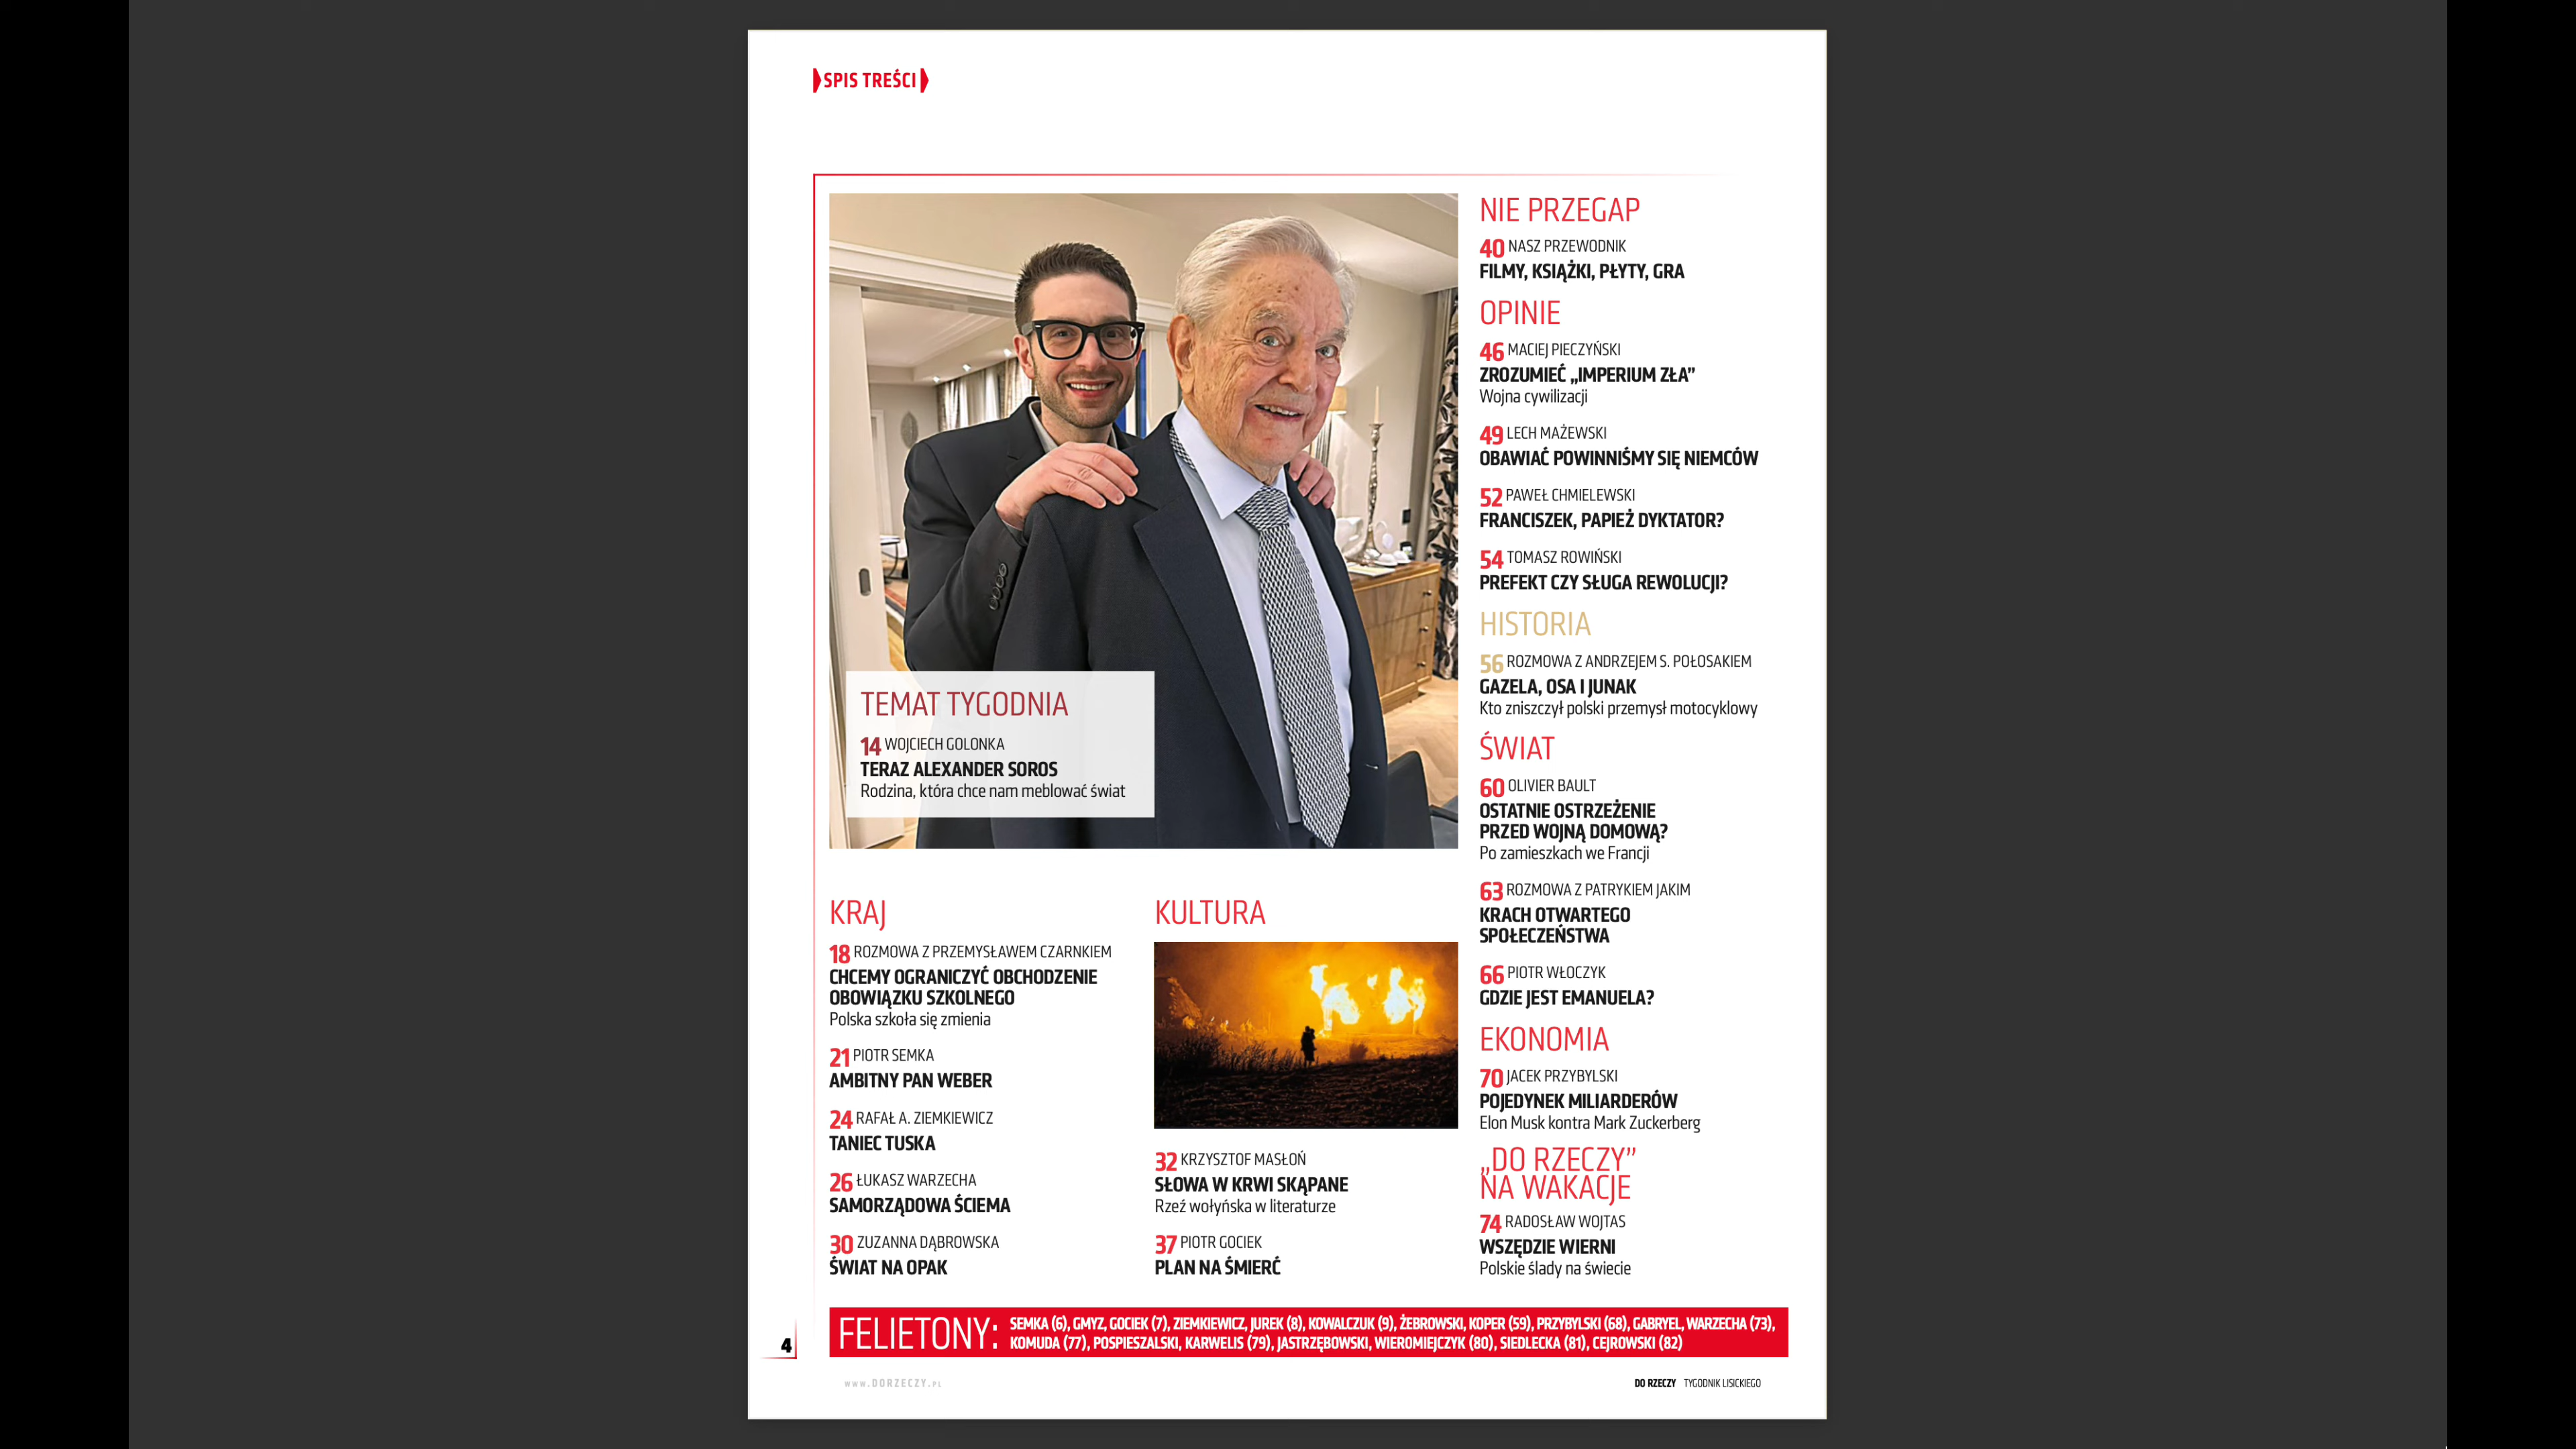 SPIS TREŚCI
TEMAT TYGODNIA
14 WOJCIECH GOLONKA
TERAZ ALEXANDER SOROS
Rodzina, która chce nam meblować świat
KRAJ
18 ROZMOWA Z PRZEMYSŁAWEM CZARNKIEM
CHCEMY OGRANICZYĆ OBCHODZENIE
OBOWIĄZKU SZKOLNEGO
Polska szkoła się zmienia
21 PIOTR SEMKA
AMBITNY PAN WEBER
24 RAFAŁ A. ZIEMKIEWICZ
TANIEC TUSKA
26 ŁUKASZ WARZECHA
SAMORZĄDOWA ŚCIEMA
30 ZUZANNA DĄBROWSKA
ŚWIAT NA OPAK
KULTURA
32 KRZYSZTOF MASŁOŃ
SŁOWA W KRWI SKĄPANE
Rzeź wołyńska w literaturze
37 PIOTR GOCIEK
PLAN NA ŚMIERĆ
NIE PRZEGAP
40 NASZ PRZEWODNIK
FILMY, KSIĄŻKI, PŁYTY, GRA
OPINIE
46 MACIEJ PIECZYŃSKI
ZROZUMIEĆ „IMPERIUM ZŁA”
Wojna cywilizacji
49 LECH MAŻEWSKI
OBAWIAĆ POWINNIŚMY SIĘ NIEMCÓW
52 PAWEŁ CHMIELEWSKI
FRANCISZEK, PAPIEŻ DYKTATOR?
54 TOMASZ ROWIŃSKI
PREFEKT CZY SŁUGA REWOLUCJI?
HISTORIA
56 ROZMOWA Z ANDRZEJEM S. POŁOSAKIEM
GAZELA, OSA I JUNAK
Kto zniszczył polski przemysł motocyklowy
ŚWIAT
60 OLIVIER BAULT
OSTATNIE OSTRZEŻENIE
PRZED WOJNĄ DOMOWĄ?
Po zamieszkach we Francji
63 ROZMOWA Z PATRYKIEM JAKIM
KRACH OTWARTEGO
SPOŁECZEŃSTWA
66 PIOTR WŁOCZYK
GDZIE JEST EMANUELA?
EKONOMIA
70 JACEK PRZYBYLSKI
POJEDYNEK MILIARDERÓW
Elon Musk kontra Mark Zuckerberg
„DO RZECZY”
NA WAKACJE
74 RADOSŁAW WOJTAS
WSZĘDZIE WIERNI
Polskie ślady na świecie
FELIETONY: SEMKA (6), GMYZ, GOCIEK (7), ZIEMKIEWICZ, JUREK (8), KOWALCZUK (9), ŻEBROWSKI, KOPER (59), PRZYBYLSKI (68), GABRYEL, WARZECHA (73),
KOMUDA (77), POSPIESZALSKI, KARWELIS (79), JASTRZĘBOWSKI, WIEROMIEJCZYK (80), SIEDLECKA (81), CEJROWSKI (82)
4
WWW.DORZECZY.PL
DO RZECZY TYGODNIK LISICKIEGO